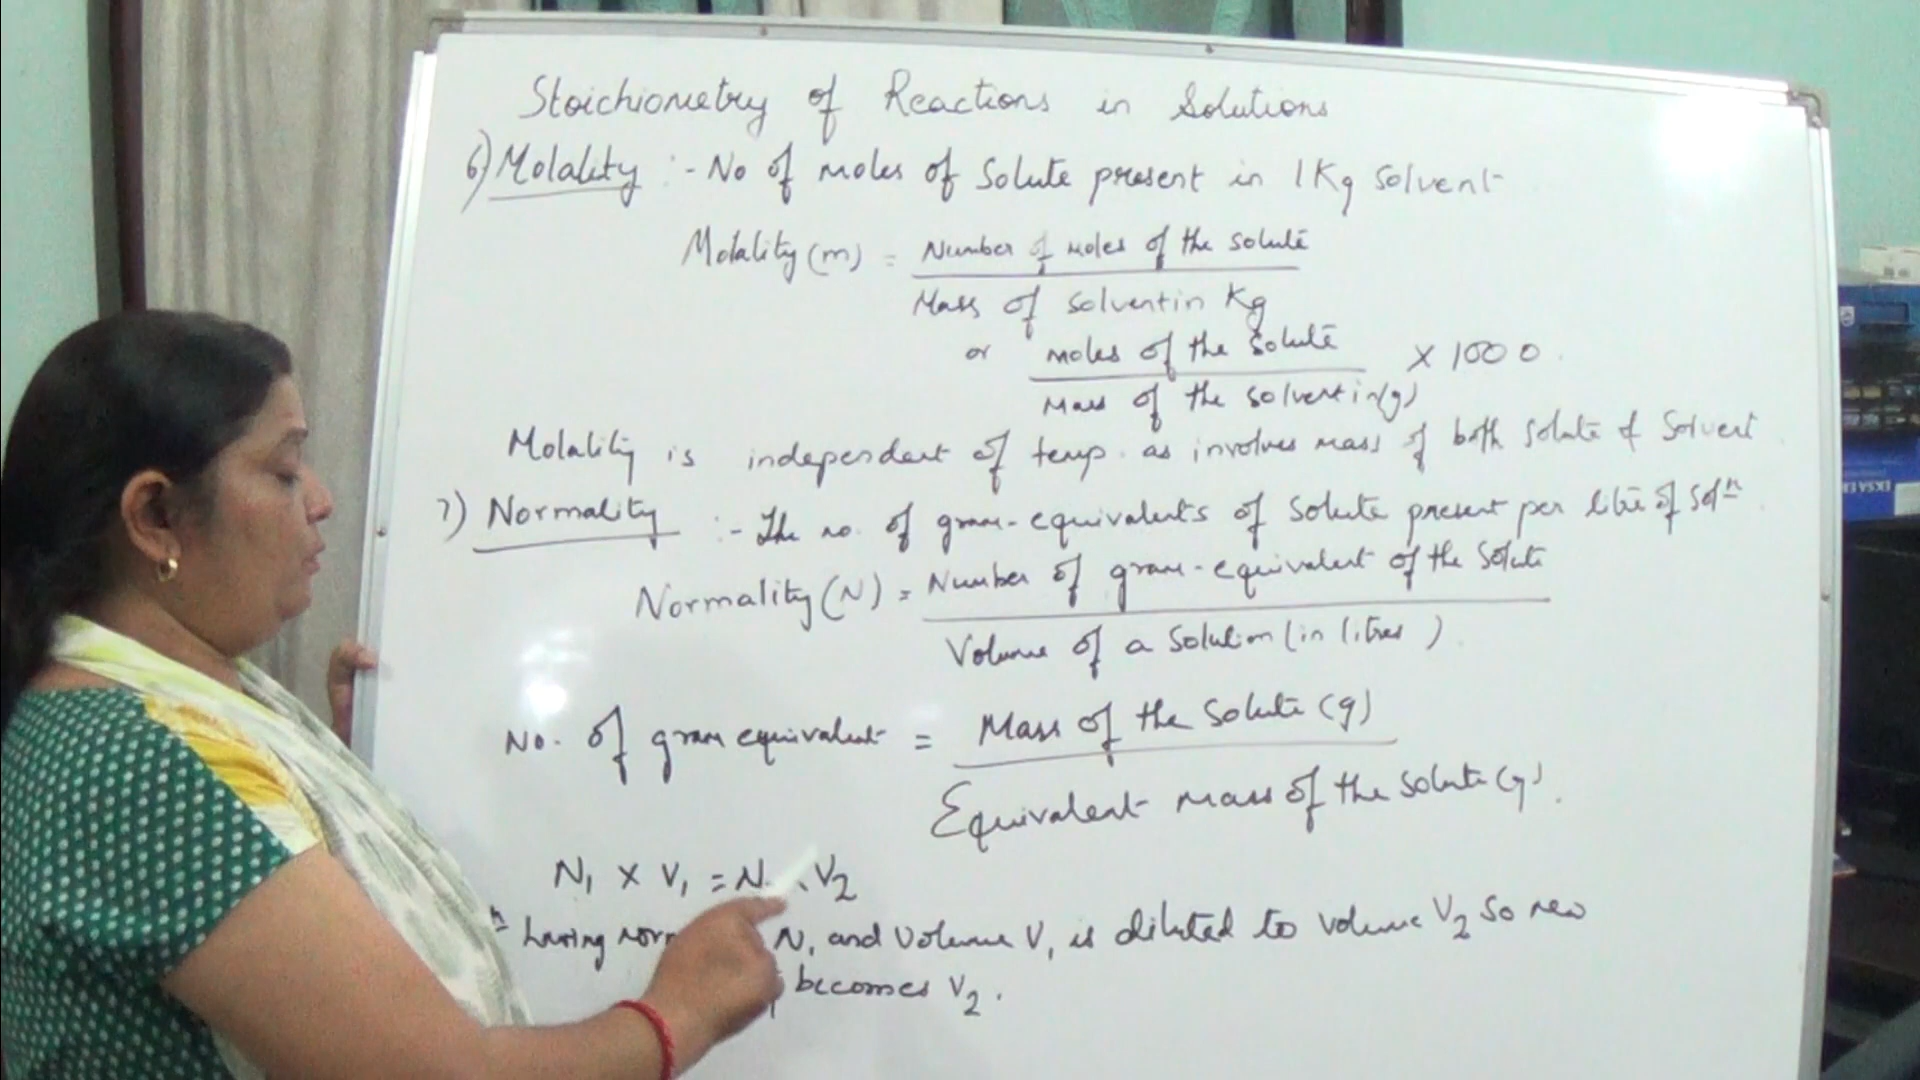 Stoichiometry of Reactions in Solutions
6) Molality :- No of moles of Solute present in 1Kg Solvent
Molality (m) = Number of moles of the solute
Mass of solvent in Kg
or moles of the solute × 1000.
Mass of the solvent in (g)
Molality is independent of temp. as involves mass of both Solute & Solvent
7) Normality :- The no. of gram-equivalents of Solute present per litre of Solⁿ
Normality (N) = Number of gram-equivalent of the Solute
Volume of a Solution (in litres)
No. of gram equivalent = Mass of the Solute (g)
Equivalent mass of the solute (g).
N₁ × V₁ = N V₂
having N₁ and Volume V₁ is diluted to volume V₂ So new
becomes V₂.